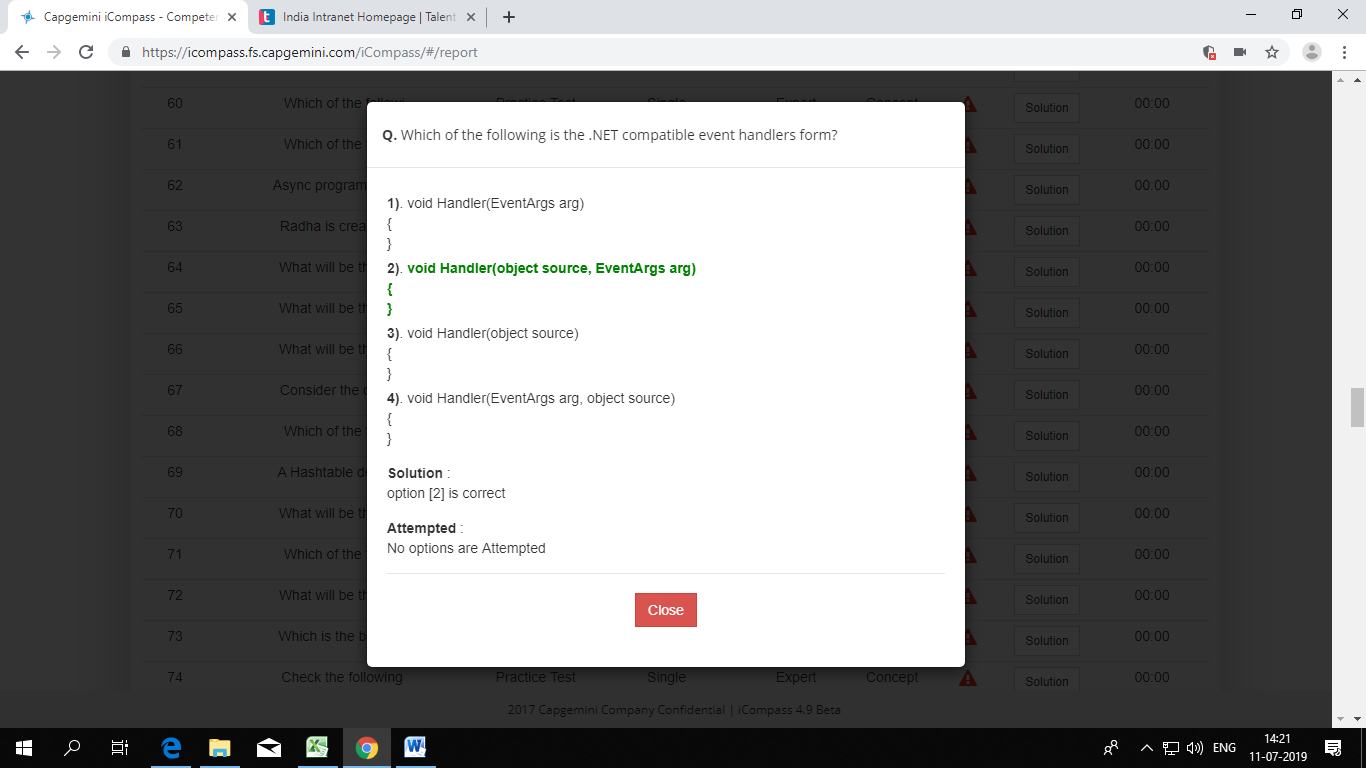 Capgemini iCompass - Competer
India Intranet Homepage | Talent
https://icompass.fs.capgemini.com/iCompass/#/report
60 Which of the Solution 00:00
Q. Which of the following is the .NET compatible event handlers form?
61 Which of the Solution 00:00
62 Async program Solution 00:00
1). void Handler(EventArgs arg)
{
}
63 Radha is crea Solution 00:00
2). void Handler(object source, EventArgs arg)
{
}
64 What will be th Solution 00:00
65 What will be th Solution 00:00
3). void Handler(object source)
{
}
66 What will be th Solution 00:00
67 Consider the c Solution 00:00
4). void Handler(EventArgs arg, object source)
{
}
68 Which of the Solution 00:00
69 A Hashtable d Solution 00:00
Solution :
option [2] is correct
70 What will be th Solution 00:00
Attempted :
No options are Attempted
71 Which of the Solution 00:00
72 What will be th Solution 00:00
Close
73 Which is the b Solution 00:00
74 Check the following Practice Test Single Expert Concept Solution 00:00
2017 Capgemini Company Confidential | iCompass 4.9 Beta
ENG
14:21
11-07-2019